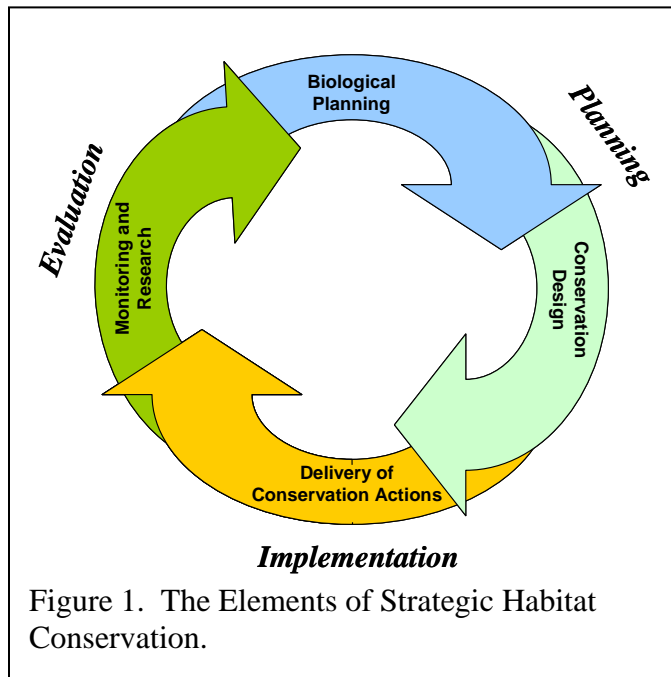 Biological
Planning
Planning
Conservation
Design
Delivery of
Conservation Actions
Implementation
Monitoring and
Research
Evaluation
Figure 1.  The Elements of Strategic Habitat
Conservation.